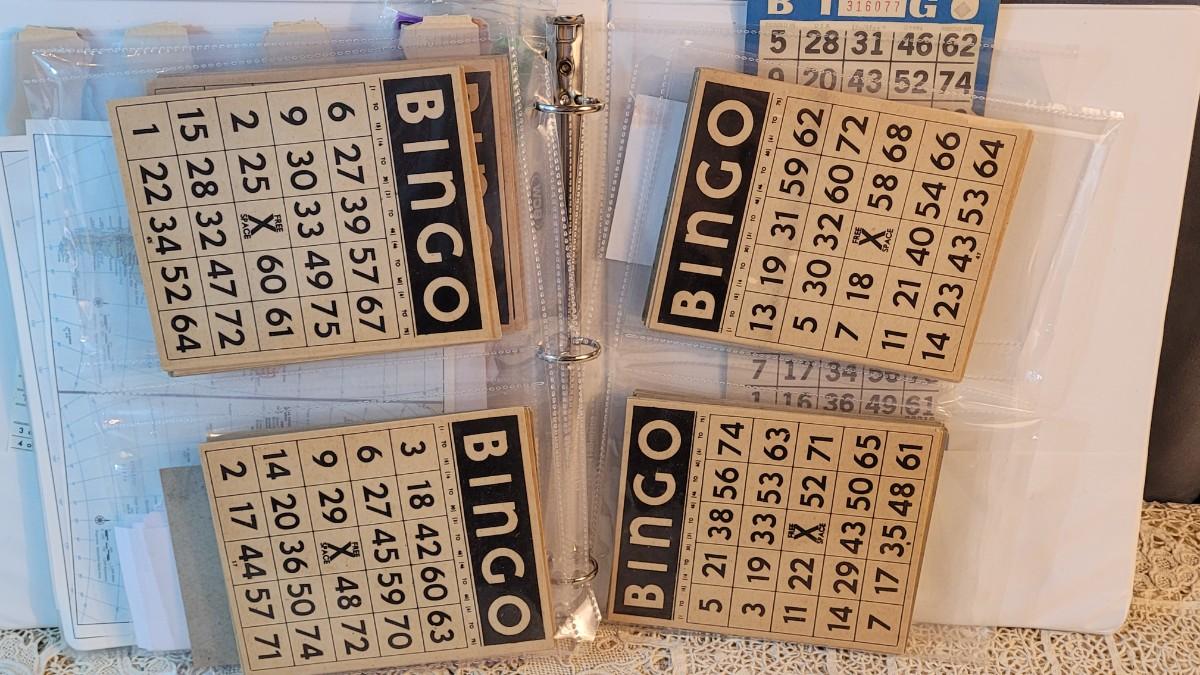 B I G O
316077
5 28 31 46 62
9 20 43 52 74
BINGO
6 27 39 57 67
9 30 33 49 75
2 25 FREE X SPACE 60 61
15 28 32 47 72
1 22 34 52 64
BINGO
13 19 31 59 62
5 30 32 60 72
7 18 FREE X SPACE 58 68
11 21 40 54 66
14 23 43 53 64
7 17 34
1 16 36 49 61
BINGO
3 18 42 60 63
6 27 45 59 70
9 29 FREE X SPACE 48 72
14 20 36 50 74
2 17 44 57 71
BINGO
5 21 38 56 74
3 19 33 53 63
11 22 FREE X SPACE 52 71
14 29 43 50 65
7 17 35 48 61